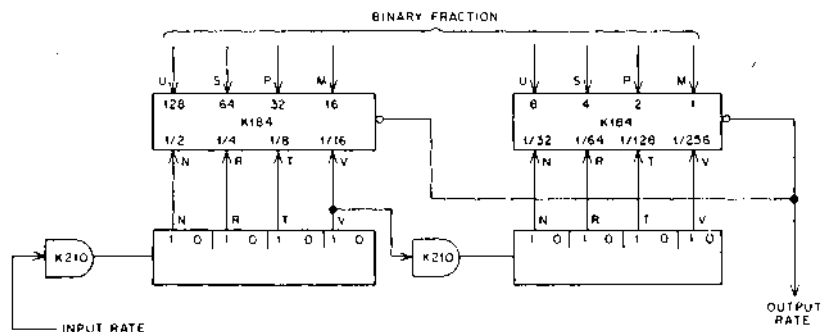 BINARY FRACTION
U S P M U S P M
128 64 32 16 8 4 2 1
K184 K184
1/2 1/4 1/8 1/16 1/32 1/64 1/128 1/256
N R T V N R T V
N R T V N R T V
1 0 1 0 1 0 1 0 1 0 1 0 1 0 1 0
K210 K210
INPUT RATE
OUTPUT
RATE